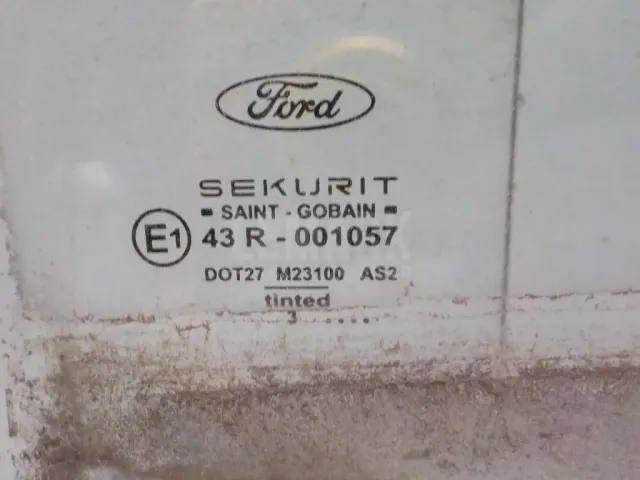 Ford
SEKURIT
SAINT - GOBAIN
E1
43 R - 001057
DOT27 M23100 AS2
tinted
3 .....